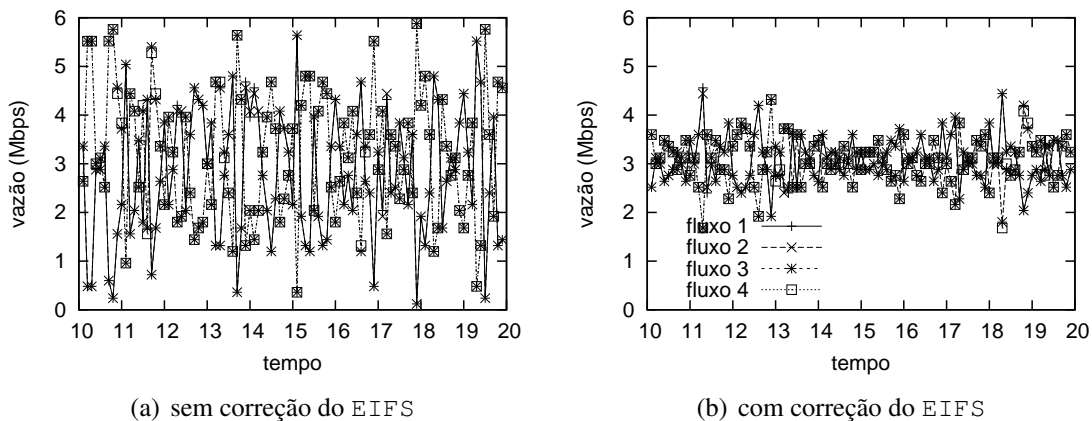 6
5
4
3
2
1
0
vazão (Mbps)
10 11 12 13 14 15 16 17 18 19 20
tempo
(a) sem correção do EIFS
6
5
4
3
2
1
0
vazão (Mbps)
fluxo 1
fluxo 2
fluxo 3
fluxo 4
10 11 12 13 14 15 16 17 18 19 20
tempo
(b) com correção do EIFS